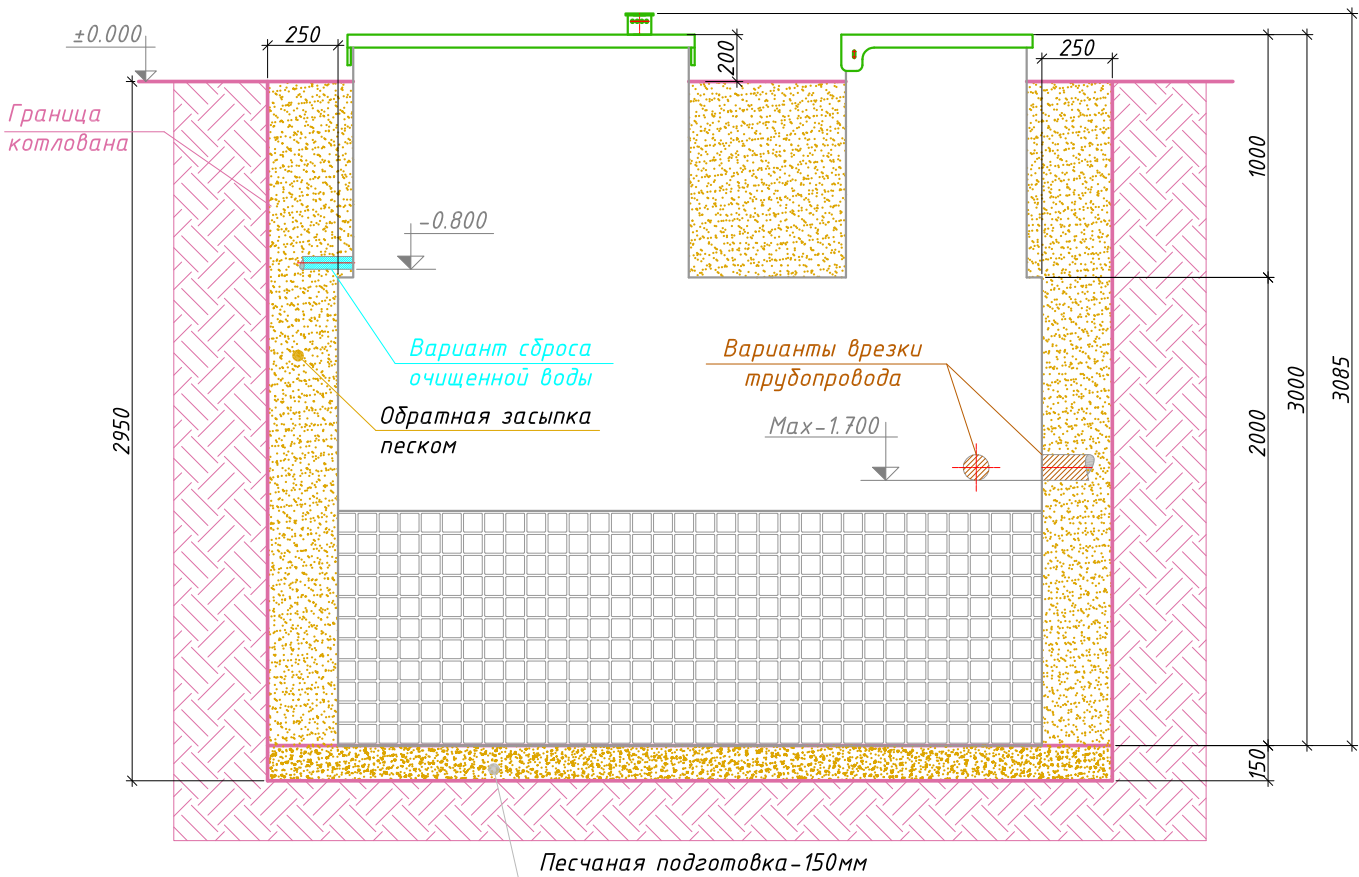 ±0.000
250
200
250
Граница
котлована
1000
-0.800
Вариант сброса
очищенной воды
Варианты врезки
трубопровода
3085
3000
2950
Обратная засыпка
песком
Max-1.700
2000
150
Песчаная подготовка-150мм